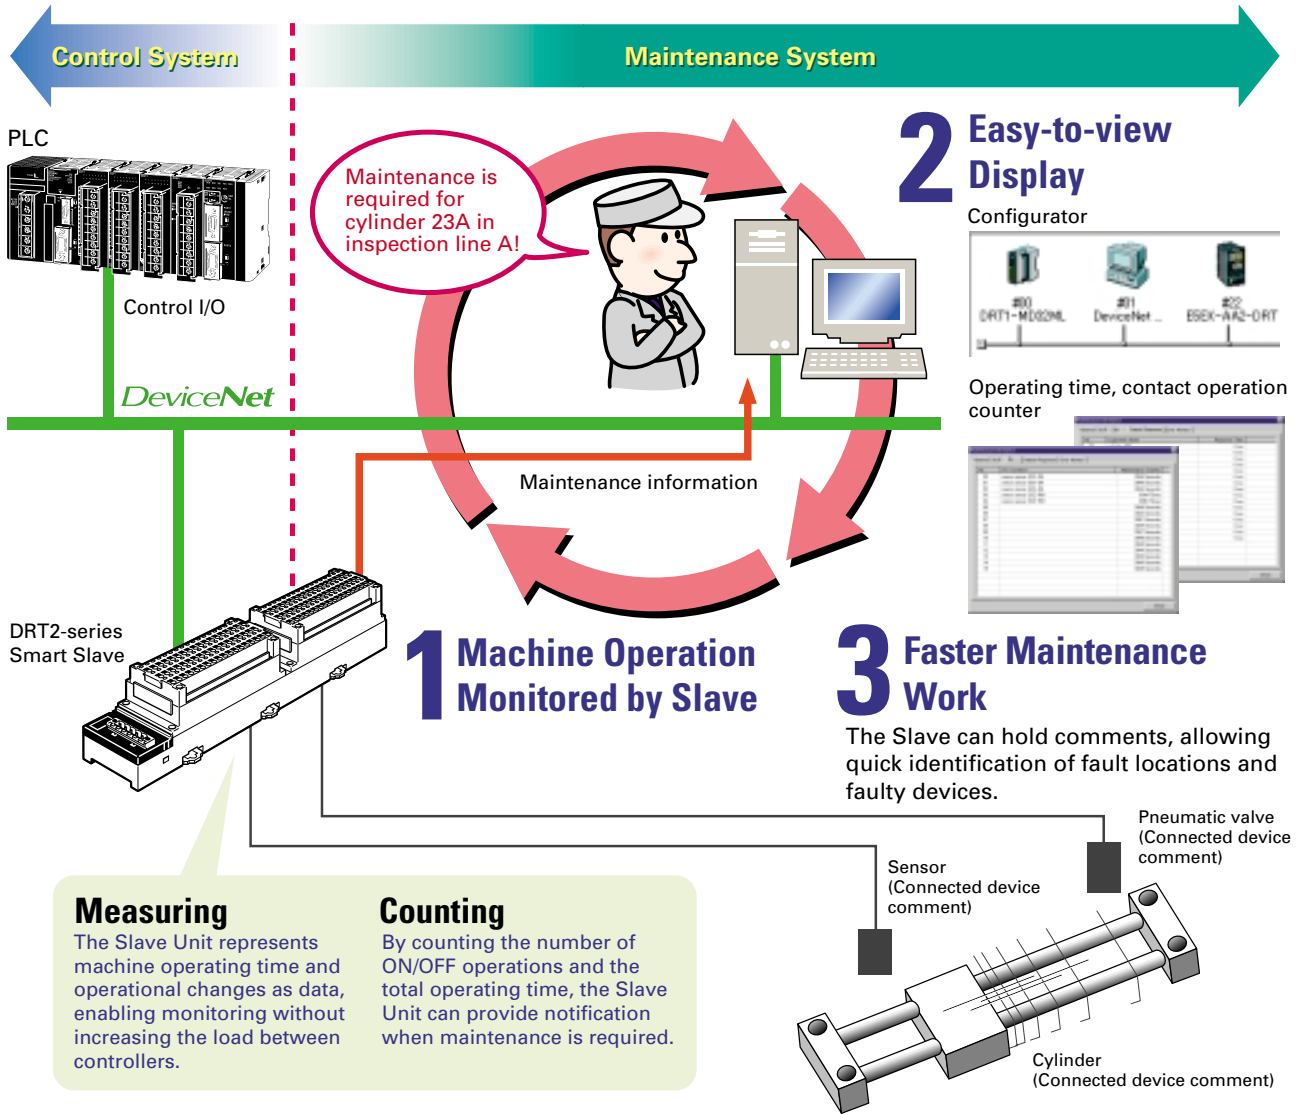 Control System
Maintenance System
PLC
Control I/O
DeviceNet
Maintenance is
required for
cylinder 23A in
inspection line A!
2 Easy-to-view
Display
Configurator
#00
DRT1-MD32ML
#01
DeviceNet ...
#22
E5EX-AA2-DRT
Operating time, contact operation
counter
Maintenance information
DRT2-series
Smart Slave
1 Machine Operation
Monitored by Slave
3 Faster Maintenance
Work
The Slave can hold comments, allowing
quick identification of fault locations and
faulty devices.
Pneumatic valve
(Connected device
comment)
Sensor
(Connected device
comment)
Cylinder
(Connected device comment)
Measuring
The Slave Unit represents
machine operating time and
operational changes as data,
enabling monitoring without
increasing the load between
controllers.
Counting
By counting the number of
ON/OFF operations and the
total operating time, the Slave
Unit can provide notification
when maintenance is required.